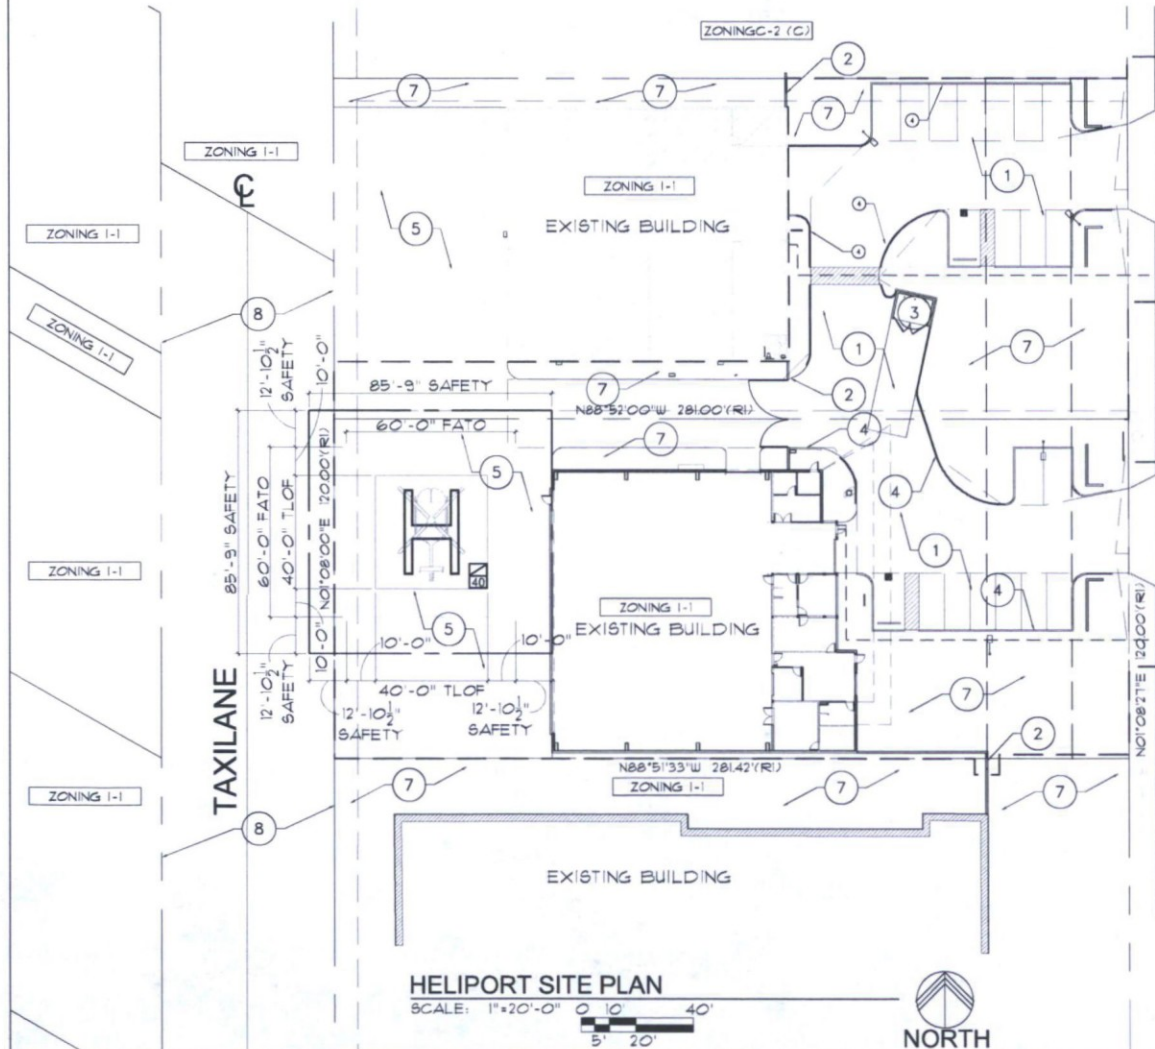 ZONINGC-2 (C)
2
7
7
7
4
ZONING I-1
℄
1
ZONING I-1
4
ZONING I-1
5
EXISTING BUILDING
4
ZONING I-1
8
3
12'-10½" SAFETY
10'-0"
1
7
85'-9" SAFETY
7
2
N88°52'00"W 281.00'(R1)
60'-0" FATO
4
7
5
85'-9" SAFETY
60'-0" FATO
40'-0" TLOF
N01°08'00"E 120.00'(R1)
4
40
1
ZONING I-1
ZONING I-1
4
EXISTING BUILDING
5
10'-0"
10'-0"
10'-0"
40'-0" TLOF
12'-10½" SAFETY
12'-10½" SAFETY
12'-10½" SAFETY
7
N01°08'27"E 120.00'(R1)
TAXILANE
2
N88°51'33"W 281.42'(R1)
ZONING I-1
7
7
7
ZONING I-1
8
EXISTING BUILDING
HELIPORT SITE PLAN
SCALE: 1"=20'-0" 0 10' 40'
5' 20'
NORTH